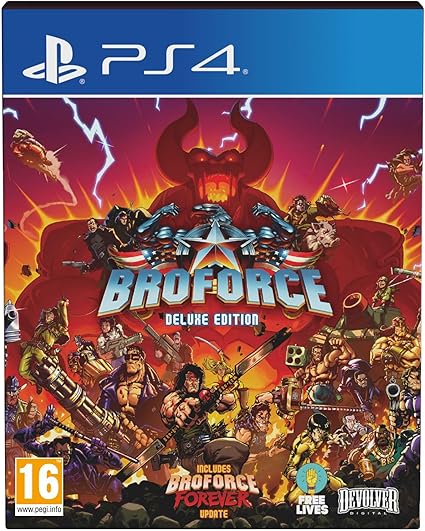 PS4
BROFORCE
DELUXE EDITION
16
www.pegi.info
INCLUDES
BROFORCE
FOREVER
UPDATE
FREE
LIVES
DEVOLVER
DIGITAL